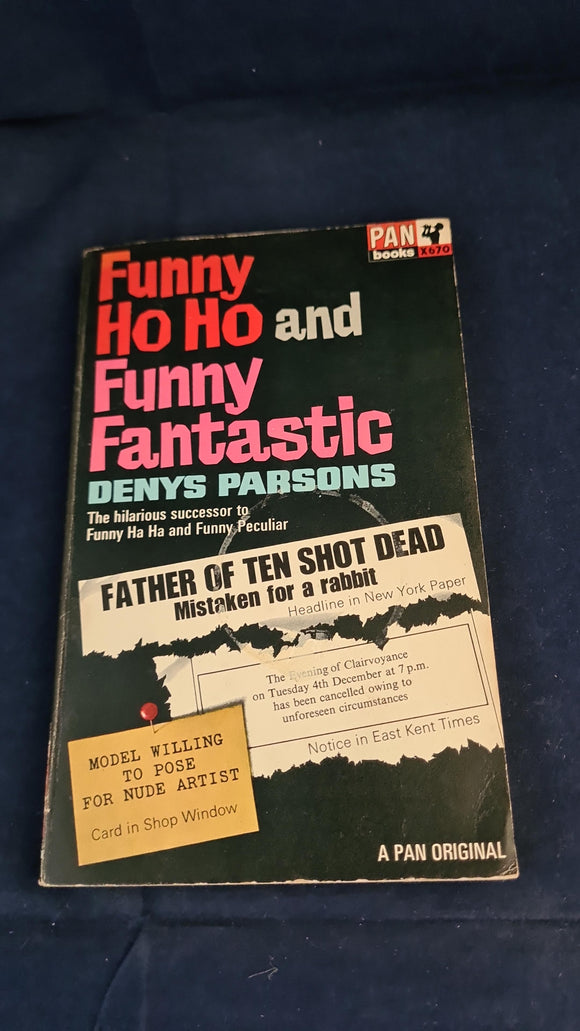 PAN
books X670
Funny
Ho Ho and
Funny
Fantastic
DENYS PARSONS
The hilarious successor to
Funny Ha Ha and Funny Peculiar
FATHER OF TEN SHOT DEAD
Mistaken for a rabbit
Headline in New York Paper
The Evening of Clairvoyance
on Tuesday 4th December at 7 p.m.
has been cancelled owing to
unforeseen circumstances
Notice in East Kent Times
MODEL WILLING
TO POSE
FOR NUDE ARTIST
Card in Shop Window
A PAN ORIGINAL